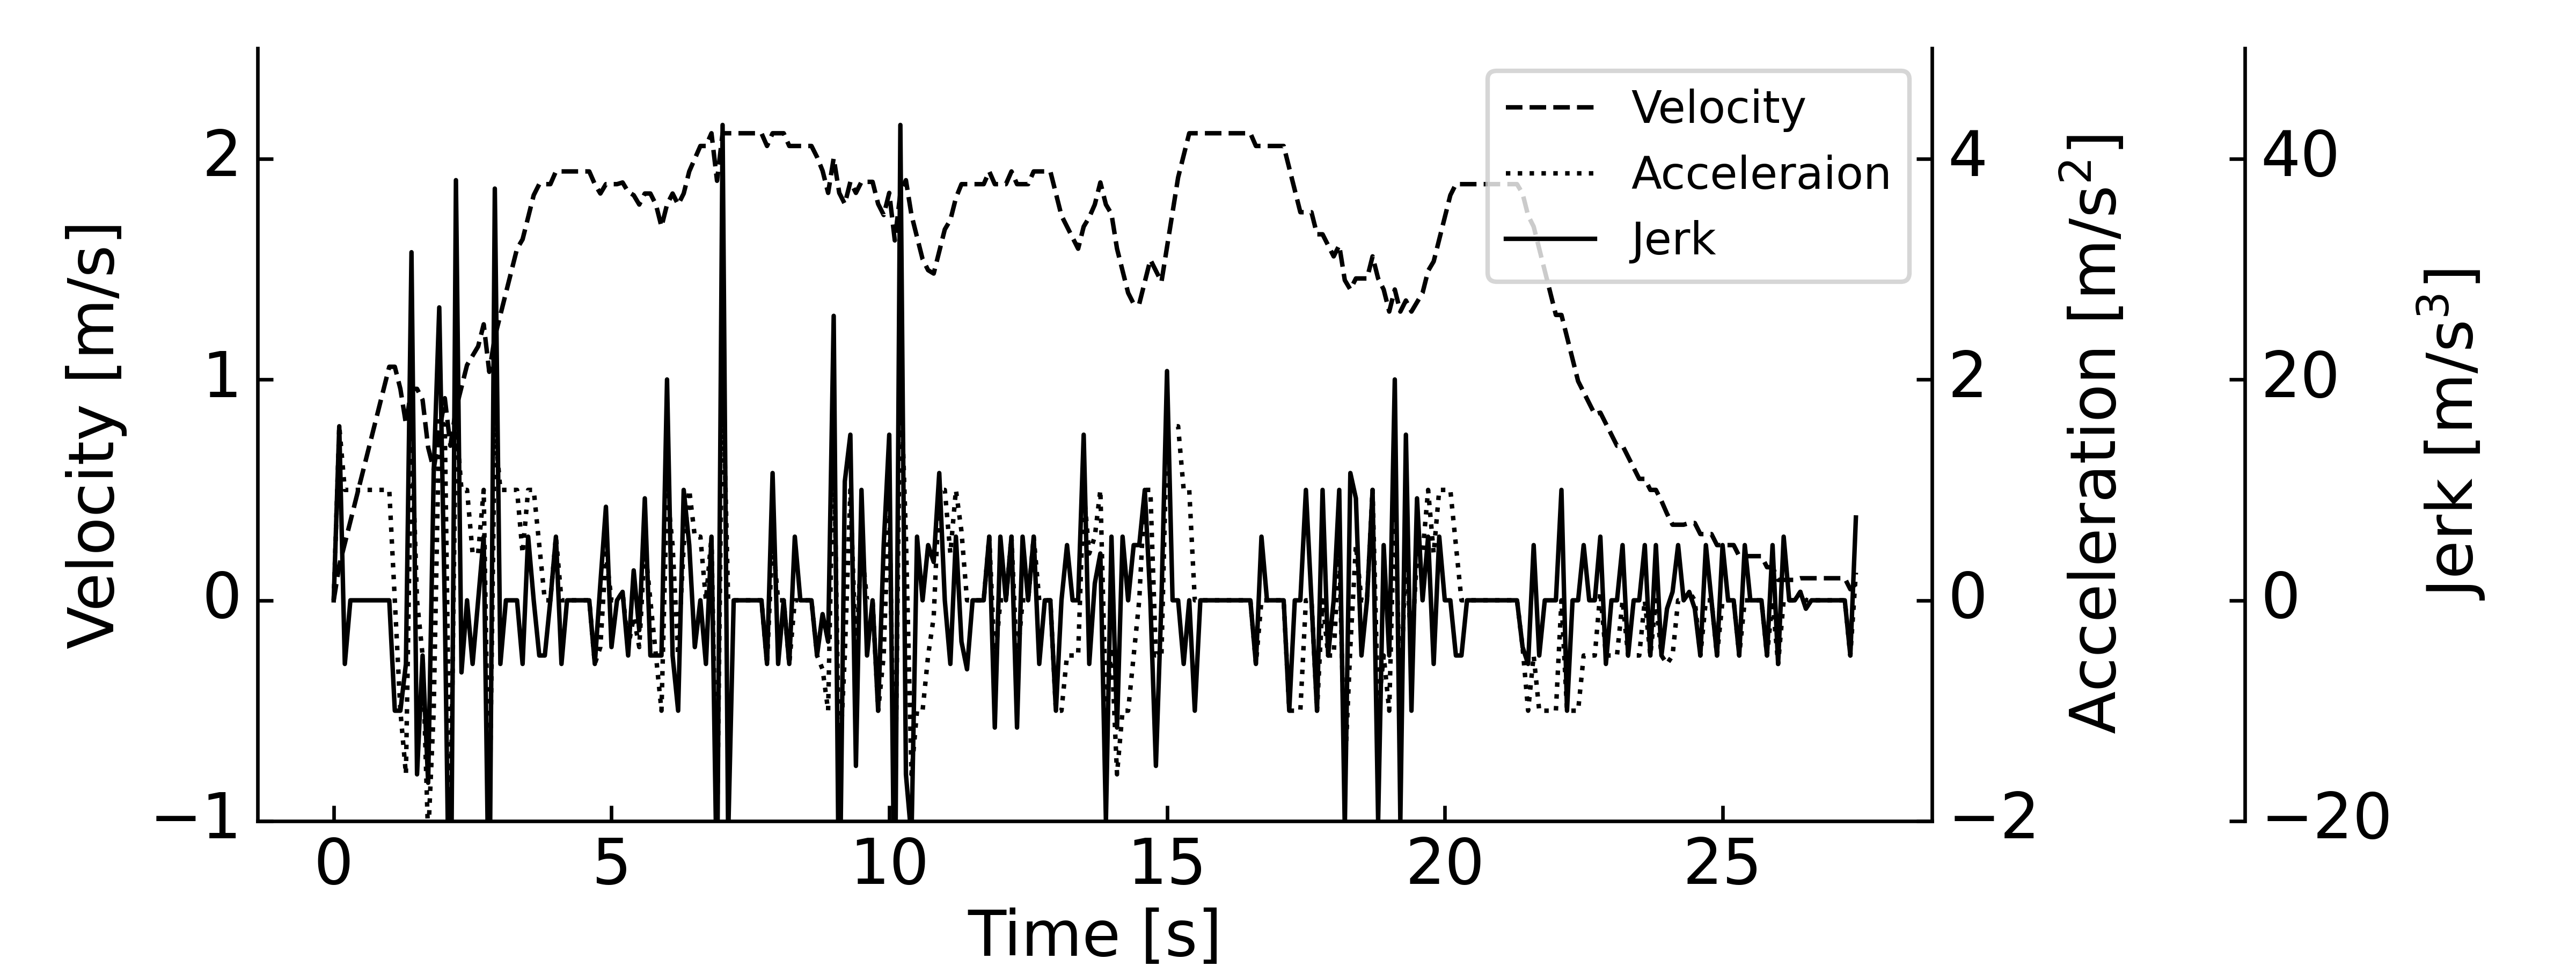 Velocity
Acceleraion
Jerk
Velocity [m/s]
2
1
0
−1
0 5 10 15 20 25
Time [s]
4
2
0
−2
Acceleration [m/s²]
40
20
0
−20
Jerk [m/s³]